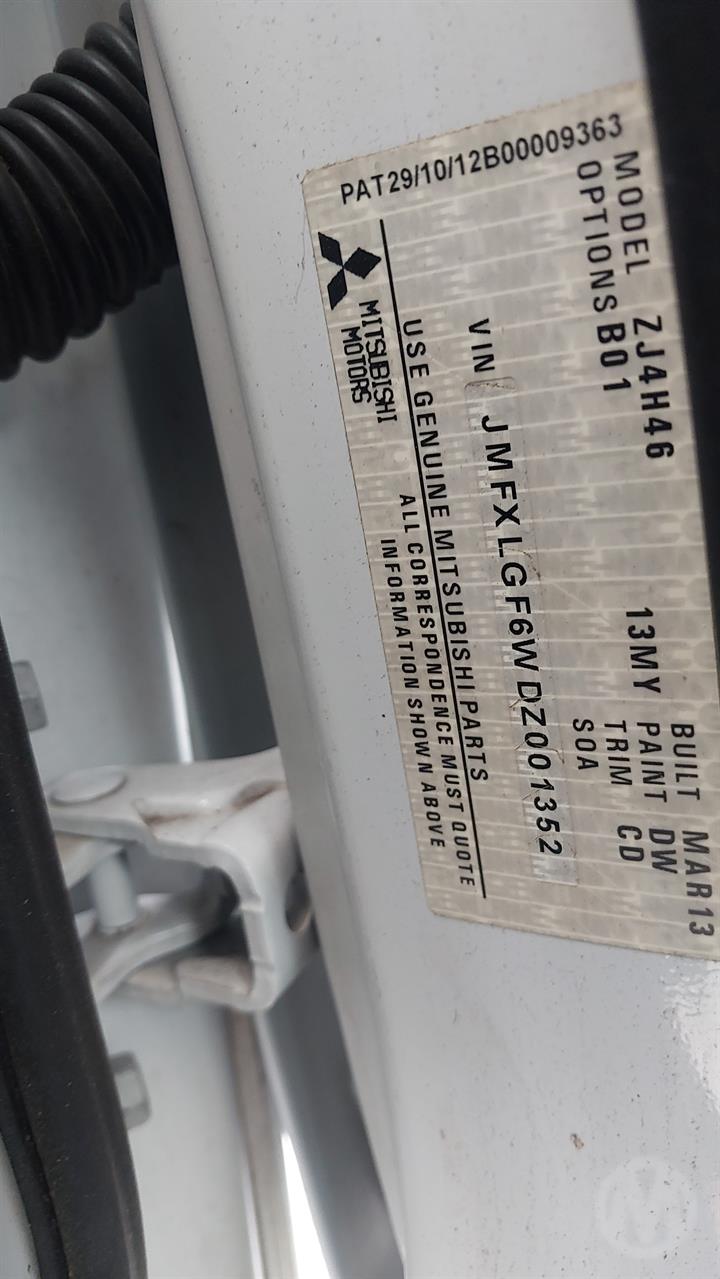 PAT29/10/12B00009363
MODEL ZJ4H46 13MY BUILT MAR13
OPTIONS B01 PAINT DW
TRIM CD
SOA
VIN JMFXLGF6WDZ001352
USE GENUINE MITSUBISHI PARTS
MITSUBISHI
MOTORS
ALL CORRESPONDENCE MUST QUOTE
INFORMATION SHOWN ABOVE